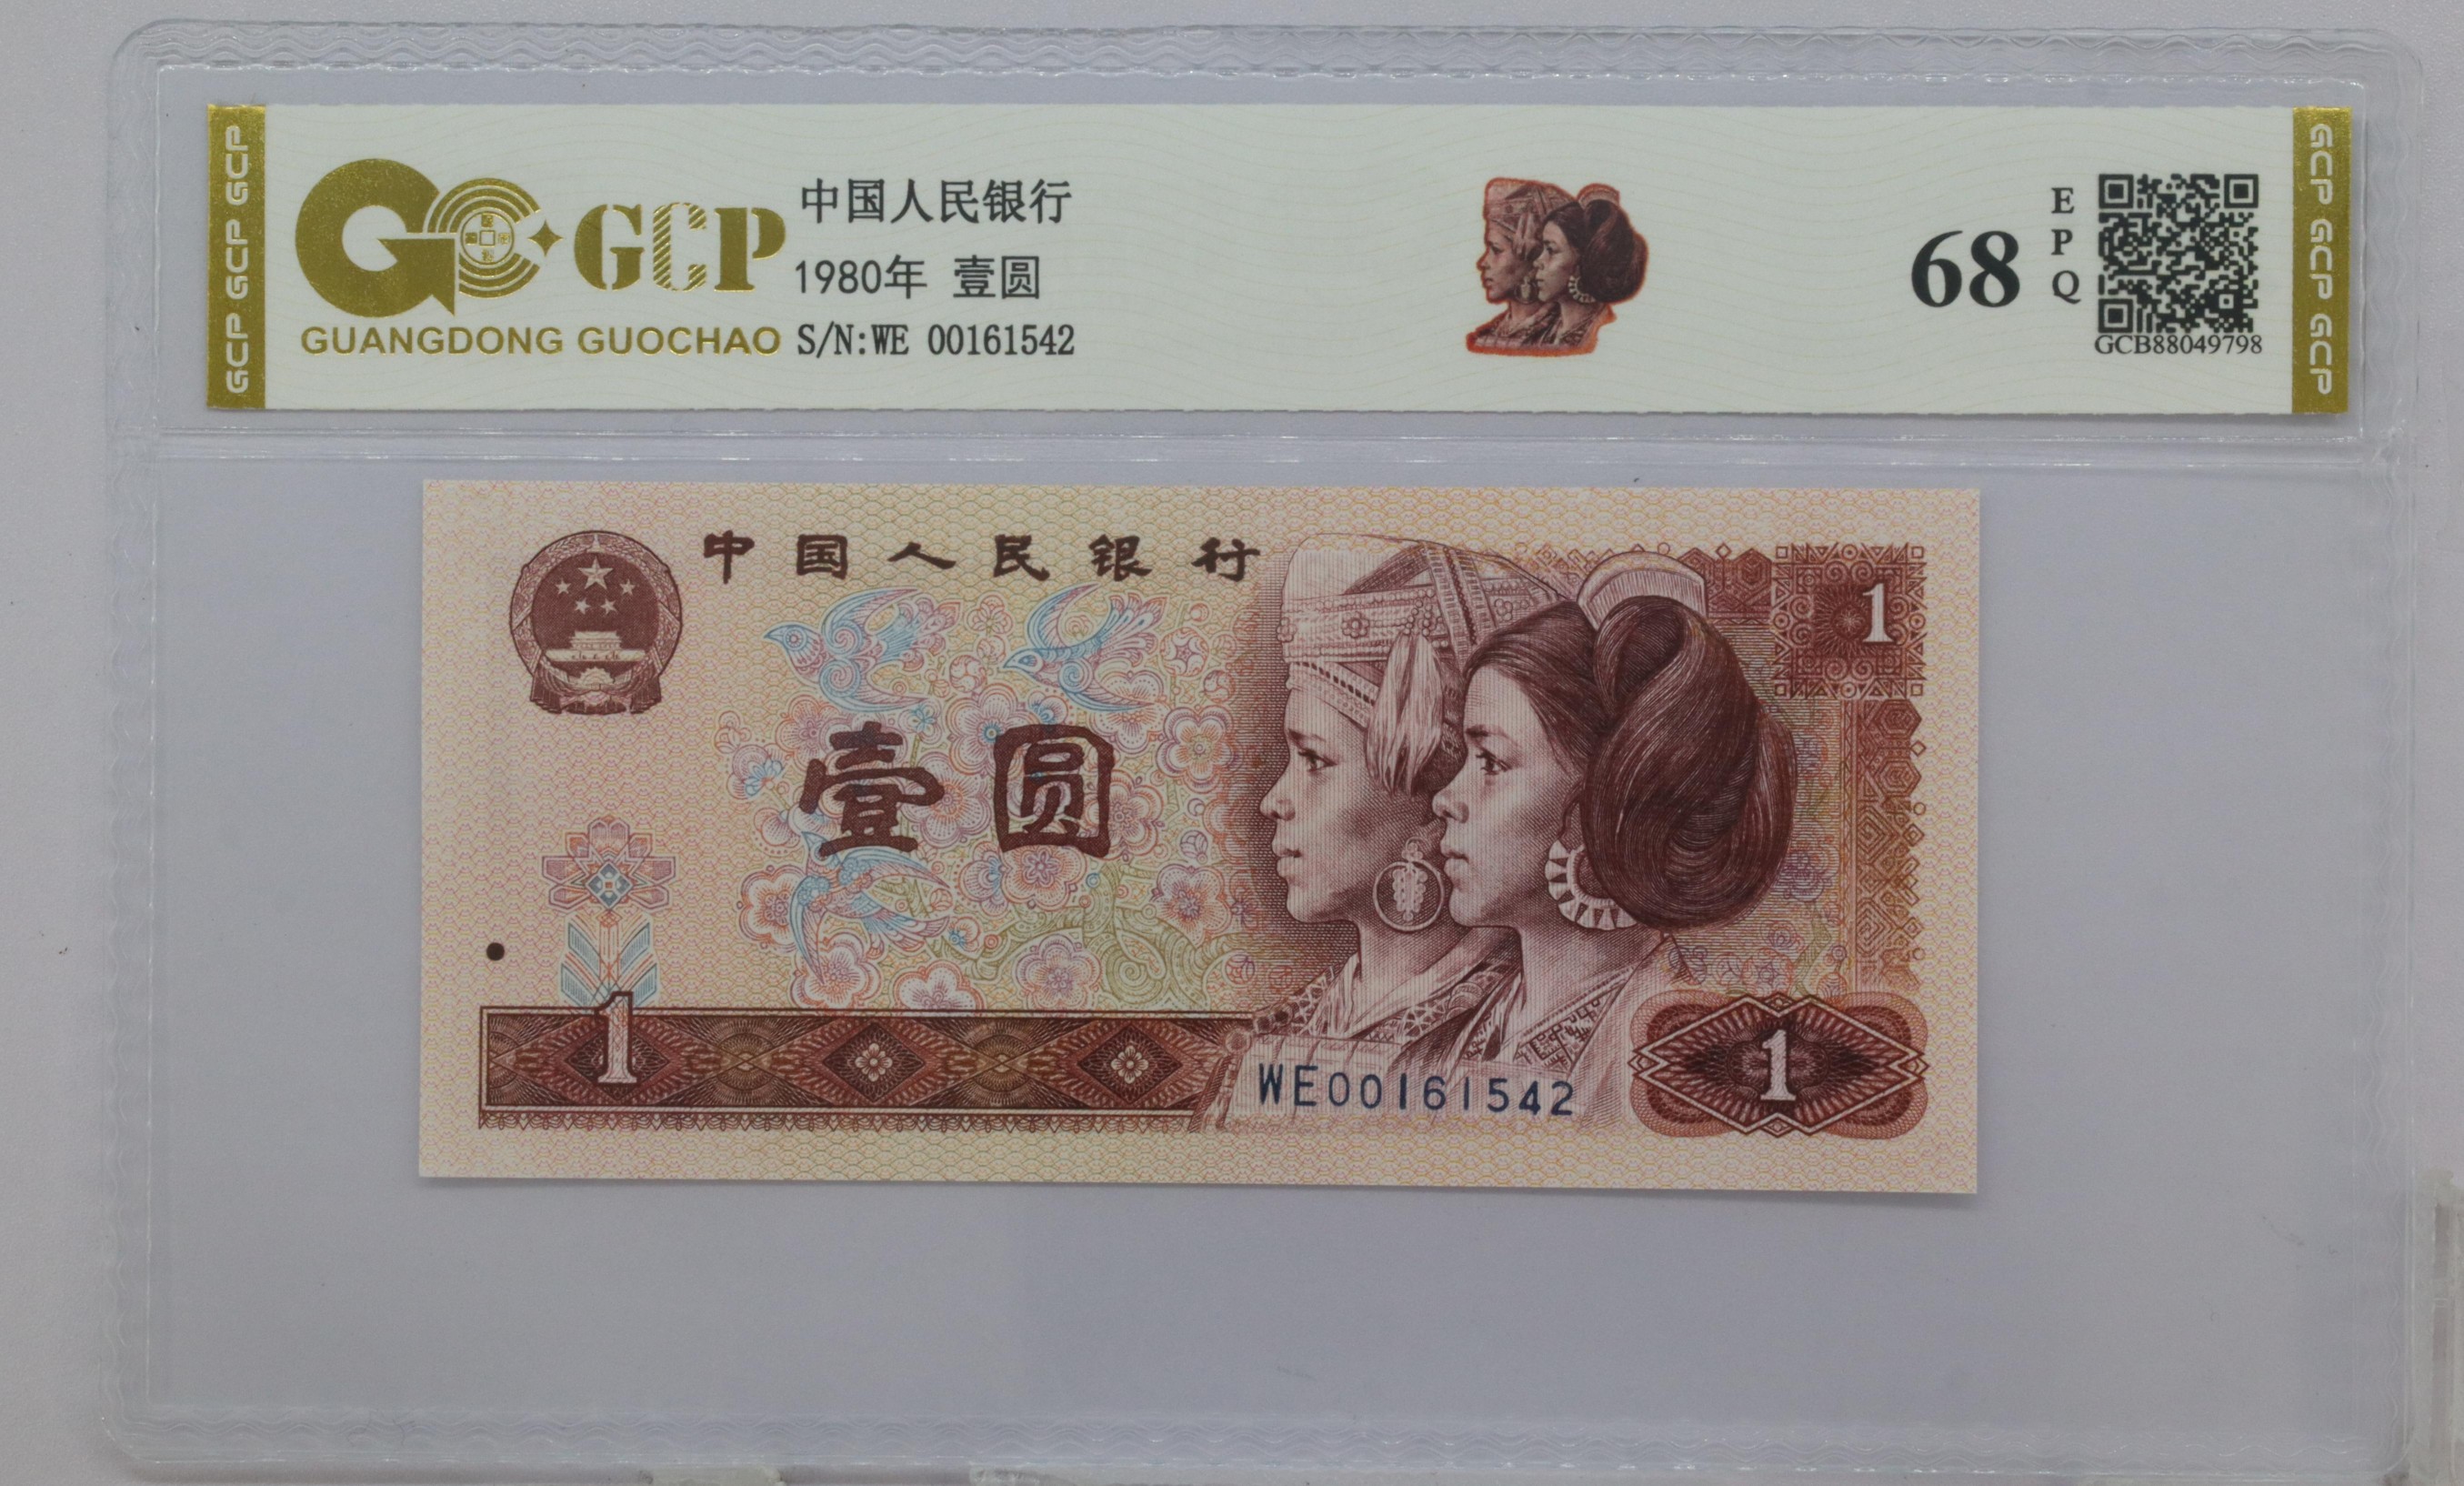 GCP GCP GCP
GCP
GUANGDONG GUOCHAO
中国人民银行
1980年 壹圆
S/N:WE 00161542
68
EPQ
GCB88049798
GCP GCP GCP
中国人民银行
1
壹圆
1
WE00161542
1